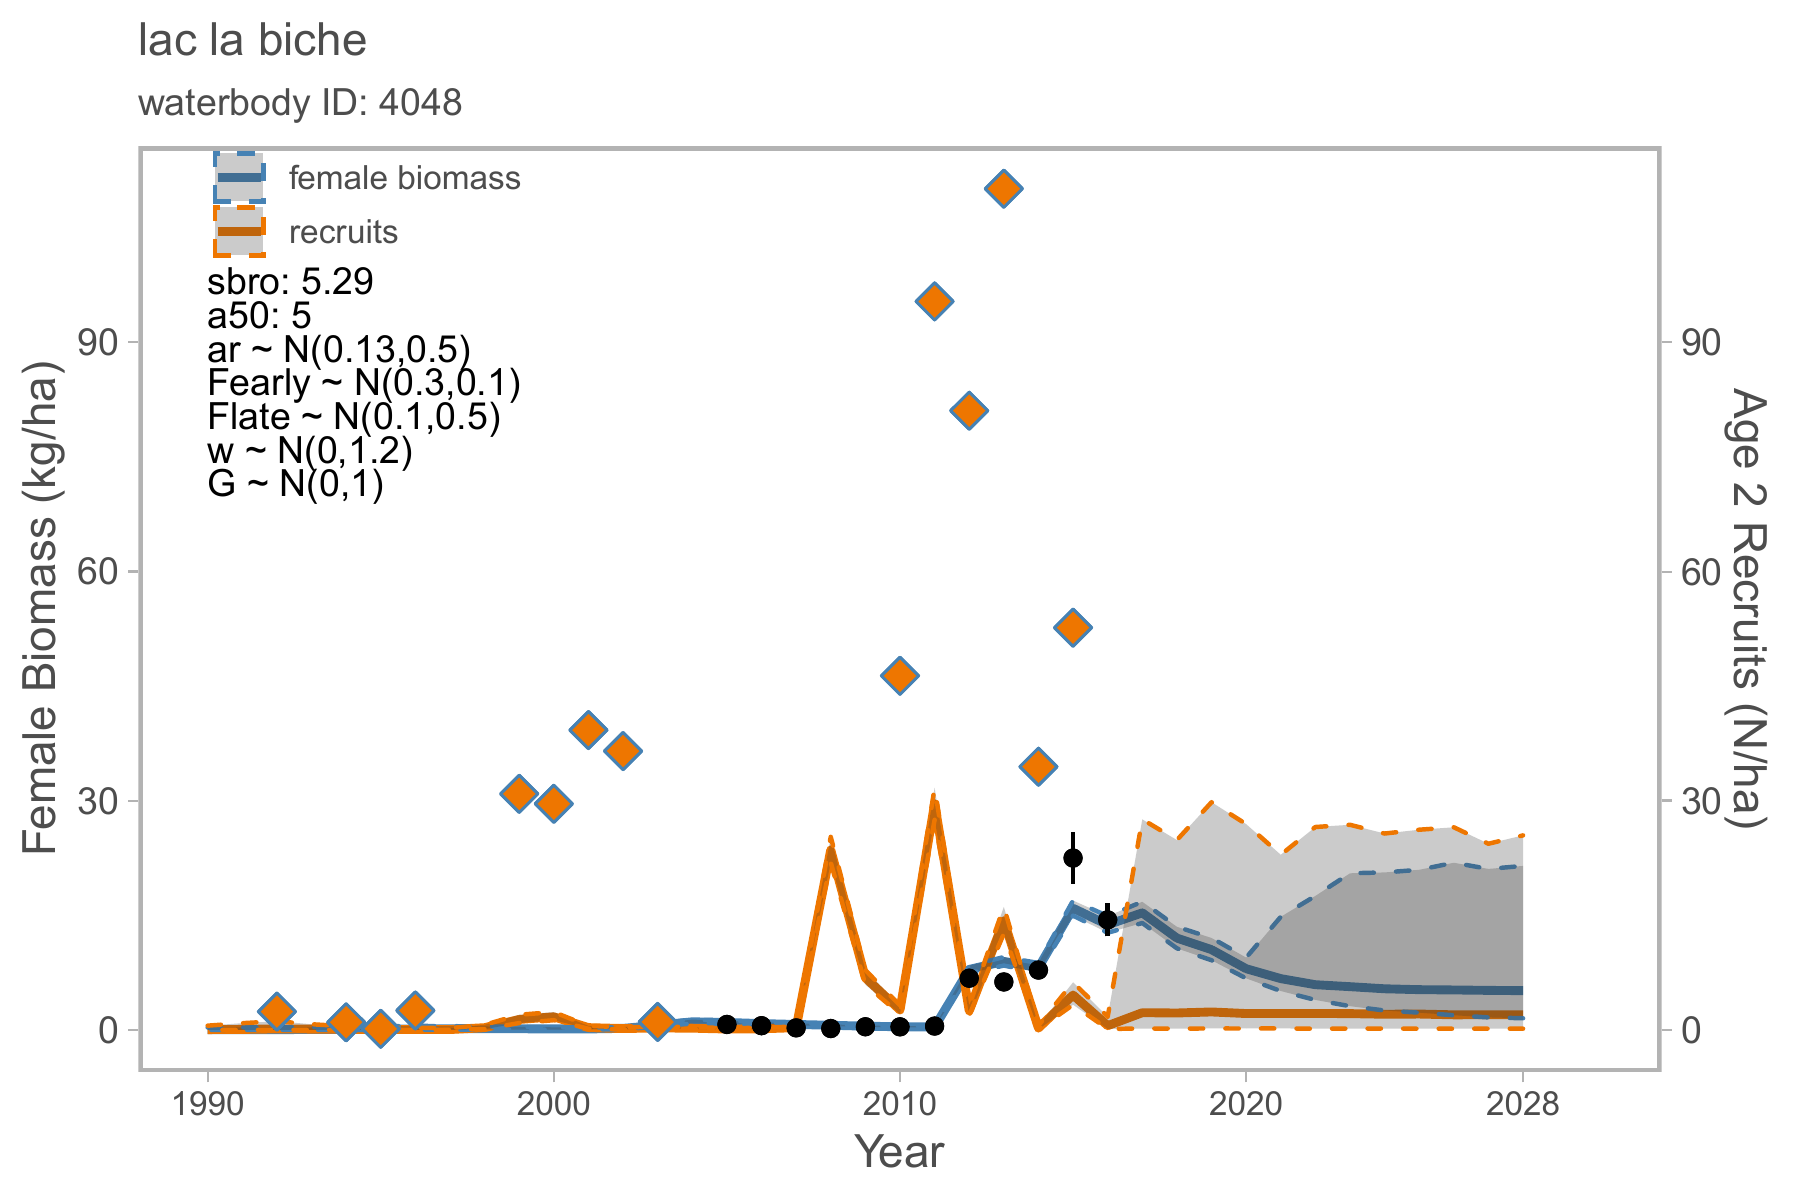 lac la biche
waterbody ID: 4048
female biomass
recruits
sbro: 5.29
a50: 5
ar ~ N(0.13,0.5)
Fearly ~ N(0.3,0.1)
Flate ~ N(0.1,0.5)
w ~ N(0,1.2)
G ~ N(0,1)
Female Biomass (kg/ha)
90
60
30
0
90
60
30
0
Age 2 Recruits (N/ha)
1990 2000 2010 2020 2028
Year